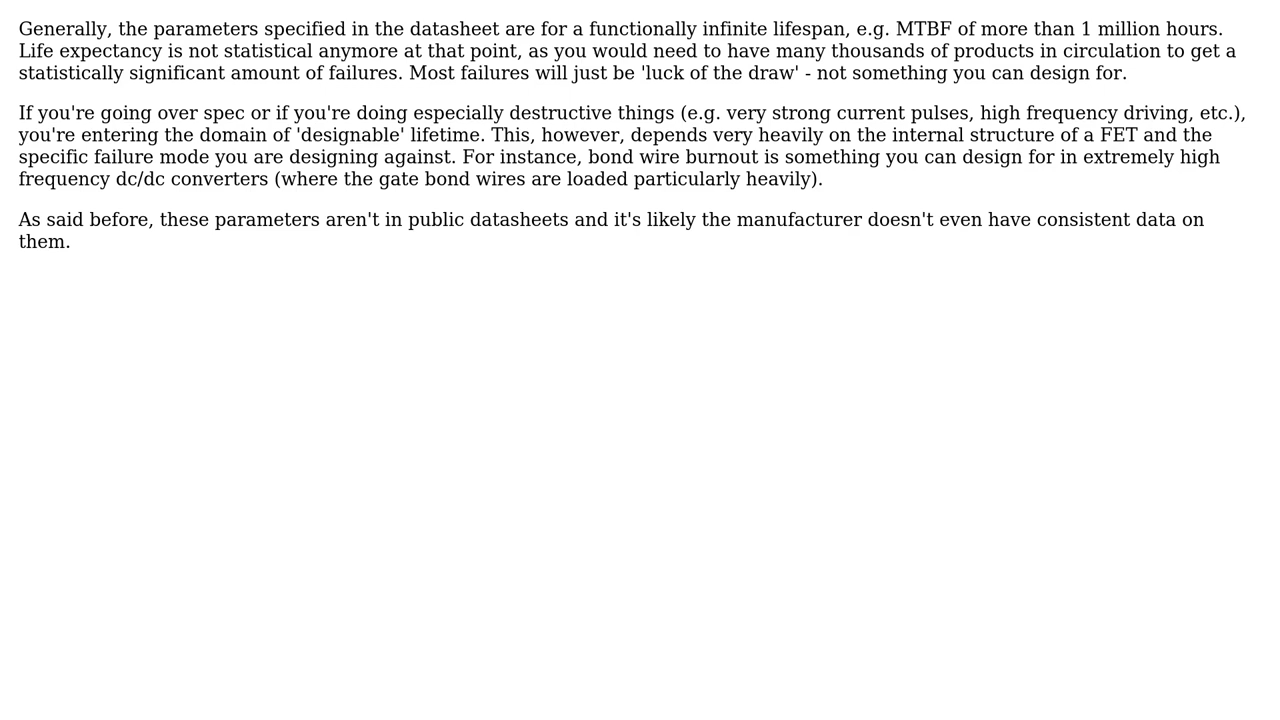 Generally, the parameters specified in the datasheet are for a functionally infinite lifespan, e.g. MTBF of more than 1 million hours.
Life expectancy is not statistical anymore at that point, as you would need to have many thousands of products in circulation to get a
statistically significant amount of failures. Most failures will just be 'luck of the draw' - not something you can design for.
If you're going over spec or if you're doing especially destructive things (e.g. very strong current pulses, high frequency driving, etc.),
you're entering the domain of 'designable' lifetime. This, however, depends very heavily on the internal structure of a FET and the
specific failure mode you are designing against. For instance, bond wire burnout is something you can design for in extremely high
frequency dc/dc converters (where the gate bond wires are loaded particularly heavily).
As said before, these parameters aren't in public datasheets and it's likely the manufacturer doesn't even have consistent data on
them.